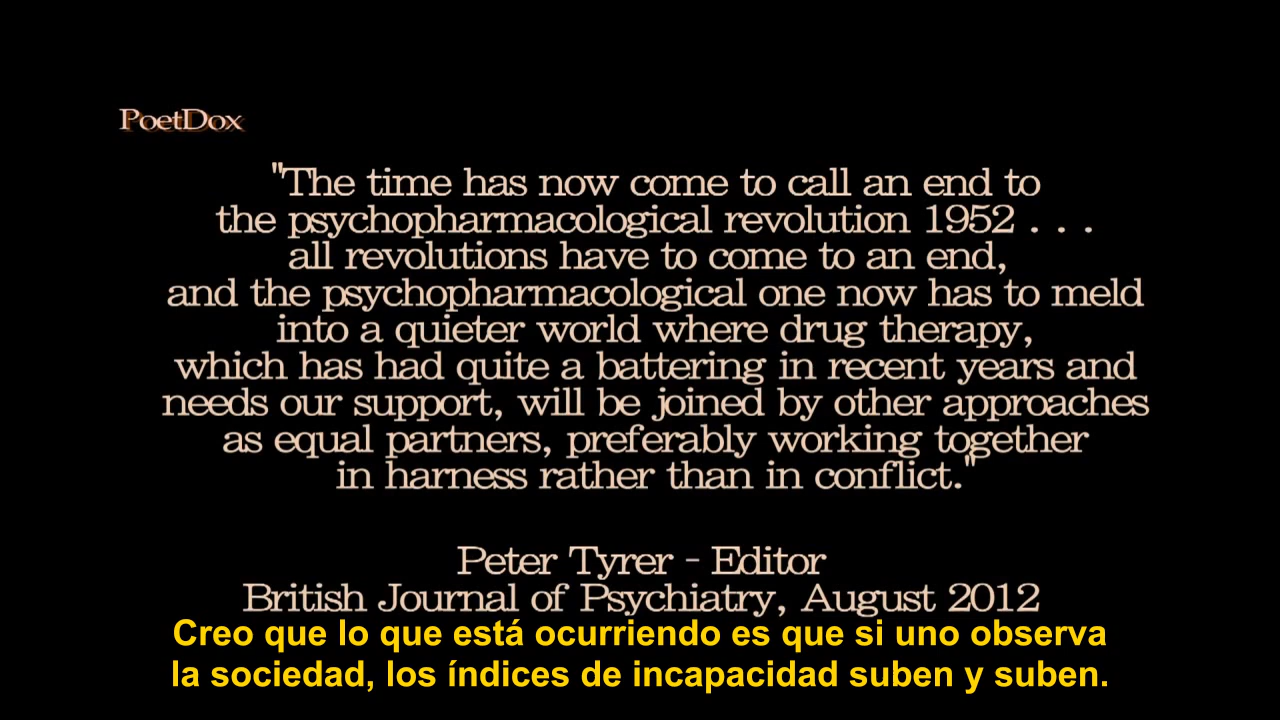 PoetDox
"The time has now come to call an end to
the psychopharmacological revolution 1952 . . .
all revolutions have to come to an end,
and the psychopharmacological one now has to meld
into a quieter world where drug therapy,
which has had quite a battering in recent years and
needs our support, will be joined by other approaches
as equal partners, preferably working together
in harness rather than in conflict."
Peter Tyrer - Editor
British Journal of Psychiatry, August 2012
Creo que lo que está ocurriendo es que si uno observa
la sociedad, los índices de incapacidad suben y suben.